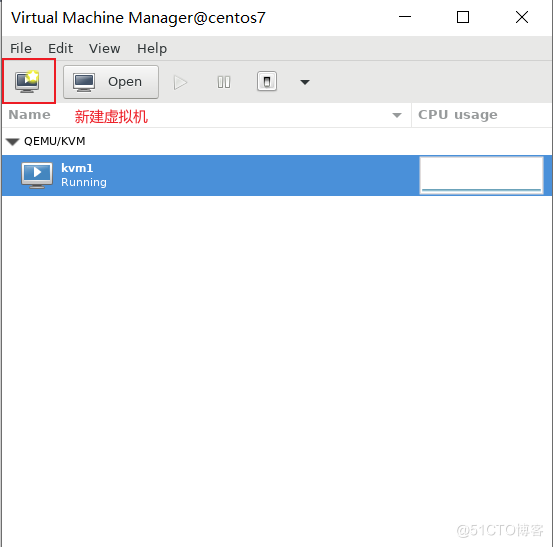 Virtual Machine Manager@centos7
File Edit View Help
Open
Name 新建虚拟机 CPU usage
QEMU/KVM
kvm1
Running
@51CTO博客